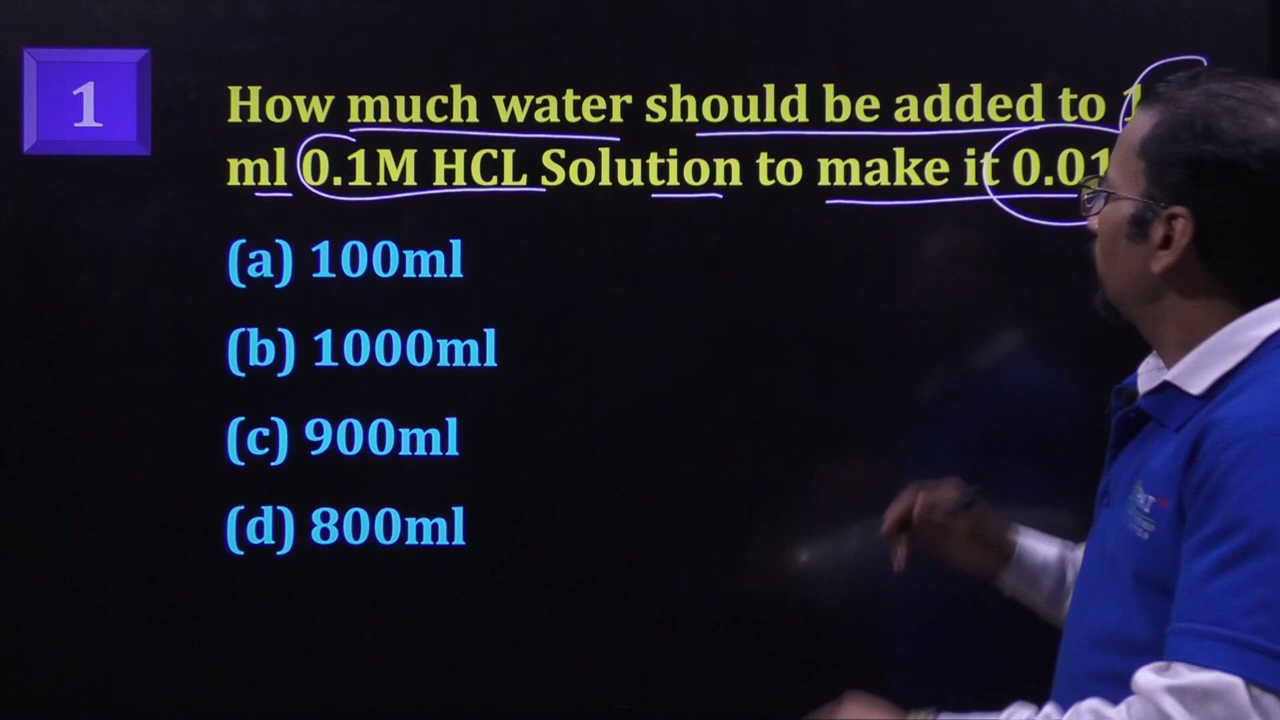 1
How much water should be added to
ml 0.1M HCL Solution to make it 0.01
(a) 100ml
(b) 1000ml
(c) 900ml
(d) 800ml